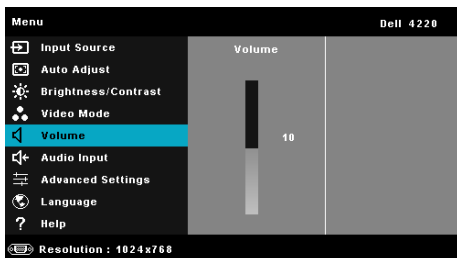 Menu
Dell 4220
Input Source
Auto Adjust
Brightness/Contrast
Video Mode
Volume
Audio Input
Advanced Settings
Language
Help
Volume
10
Resolution : 1024x768